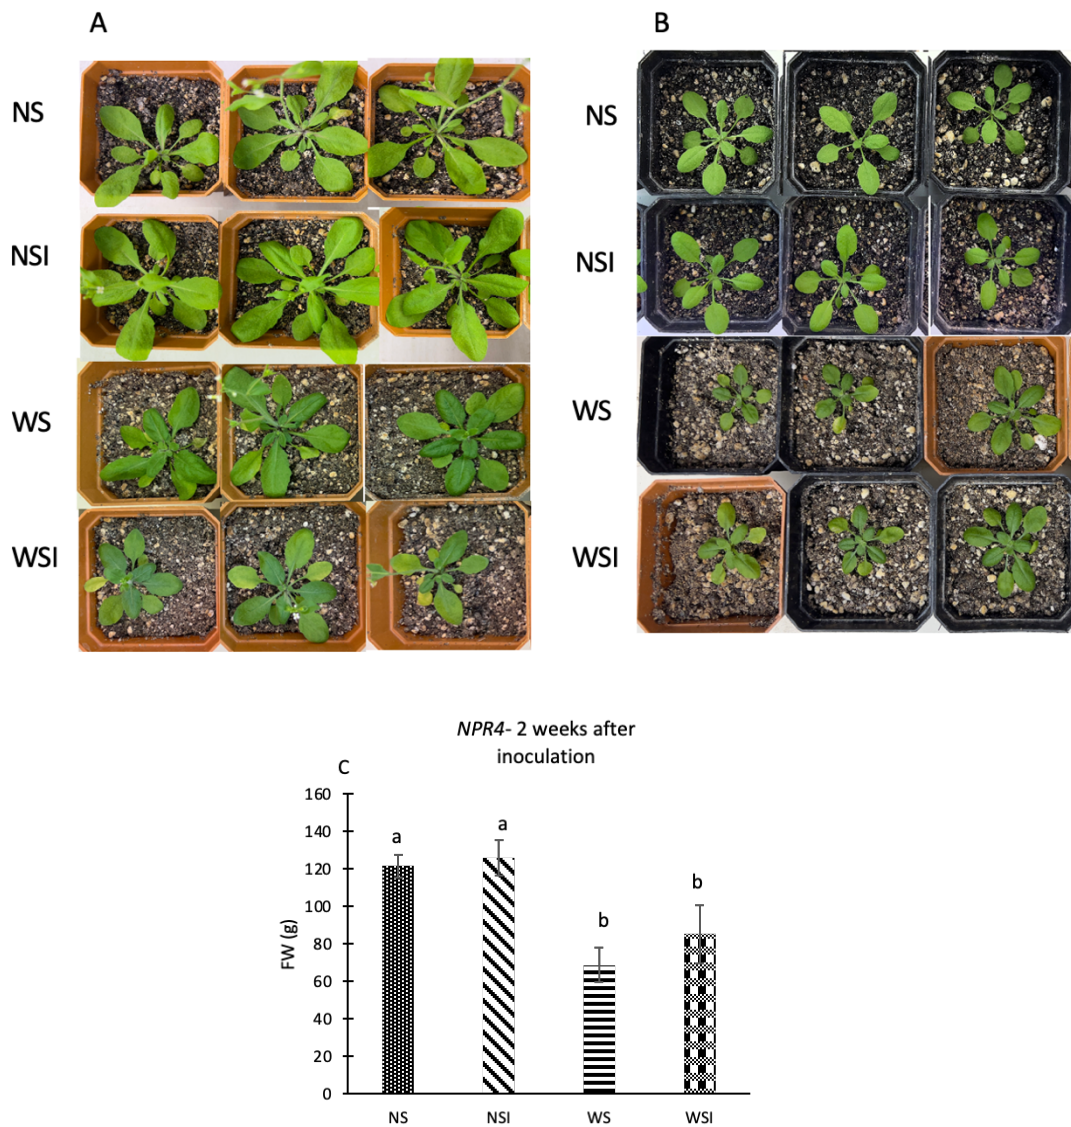 A
B
NS
NSI
WS
WSI
NS
NSI
WS
WSI
NPR4- 2 weeks after
inoculation
C
FW (g)
160
140
120
100
80
60
40
20
0
a
a
b
b
NS
NSI
WS
WSI